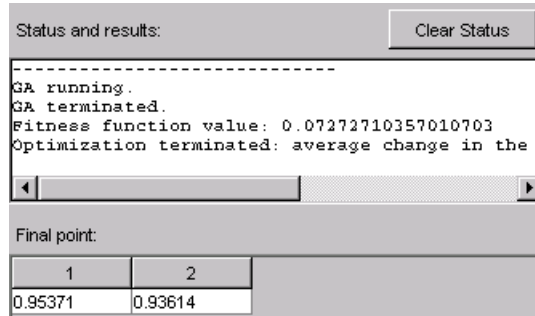 Status and results: Clear Status
-----------------------------
GA running.
GA terminated.
Fitness function value: 0.07272710357010703
Optimization terminated: average change in the
Final point:
1 2
0.95371 0.93614